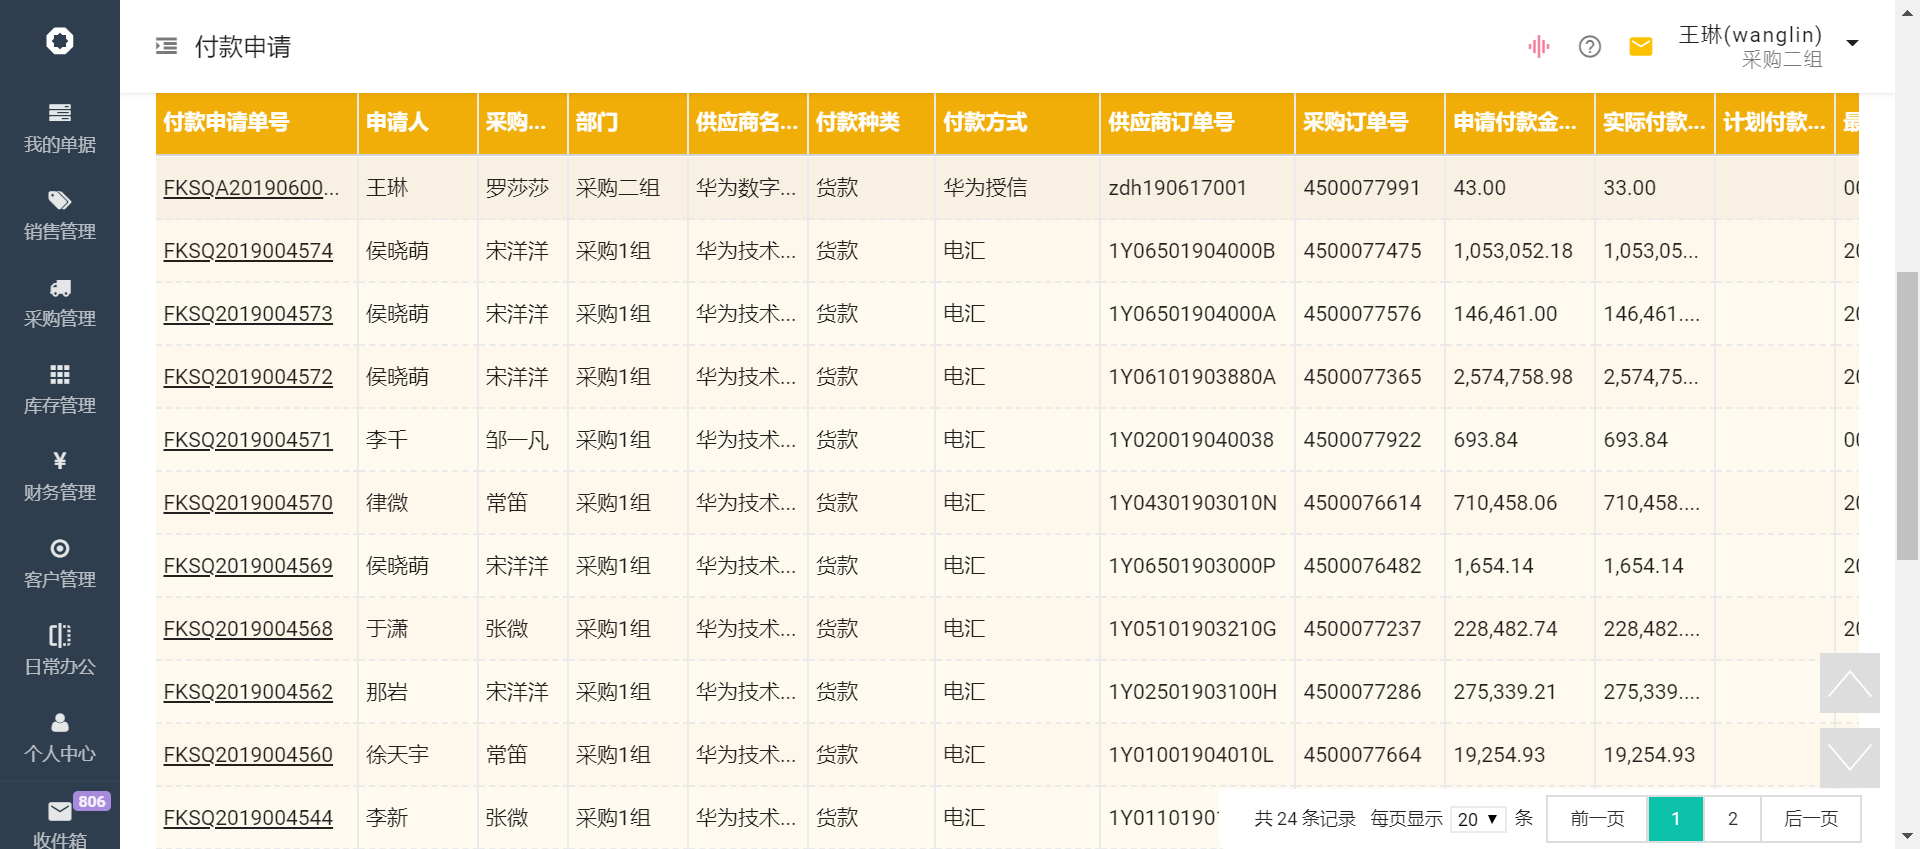 付款申请
王琳(wanglin)
采购二组
我的单据
销售管理
采购管理
库存管理
财务管理
客户管理
日常办公
个人中心
806
收件箱
付款申请单号 申请人 采购... 部门 供应商名... 付款种类 付款方式 供应商订单号 采购订单号 申请付款金... 实际付款... 计划付款... 最
FKSQA20190600... 王琳 罗莎莎 采购二组 华为数字... 货款 华为授信 zdh190617001 4500077991 43.00 33.00 00
FKSQ2019004574 侯晓萌 宋洋洋 采购1组 华为技术... 货款 电汇 1Y06501904000B 4500077475 1,053,052.18 1,053,05... 20
FKSQ2019004573 侯晓萌 宋洋洋 采购1组 华为技术... 货款 电汇 1Y06501904000A 4500077576 146,461.00 146,461.... 20
FKSQ2019004572 侯晓萌 宋洋洋 采购1组 华为技术... 货款 电汇 1Y06101903880A 4500077365 2,574,758.98 2,574,75... 20
FKSQ2019004571 李千 邹一凡 采购1组 华为技术... 货款 电汇 1Y020019040038 4500077922 693.84 693.84 00
FKSQ2019004570 律微 常笛 采购1组 华为技术... 货款 电汇 1Y04301903010N 4500076614 710,458.06 710,458.... 20
FKSQ2019004569 侯晓萌 宋洋洋 采购1组 华为技术... 货款 电汇 1Y06501903000P 4500076482 1,654.14 1,654.14 20
FKSQ2019004568 于潇 张微 采购1组 华为技术... 货款 电汇 1Y05101903210G 4500077237 228,482.74 228,482.... 20
FKSQ2019004562 那岩 宋洋洋 采购1组 华为技术... 货款 电汇 1Y02501903100H 4500077286 275,339.21 275,339....
FKSQ2019004560 徐天宇 常笛 采购1组 华为技术... 货款 电汇 1Y01001904010L 4500077664 19,254.93 19,254.93
FKSQ2019004544 李新 张微 采购1组 华为技术... 货款 电汇 1Y0110190
共 24 条记录 每页显示 20 条 前一页 1 2 后一页